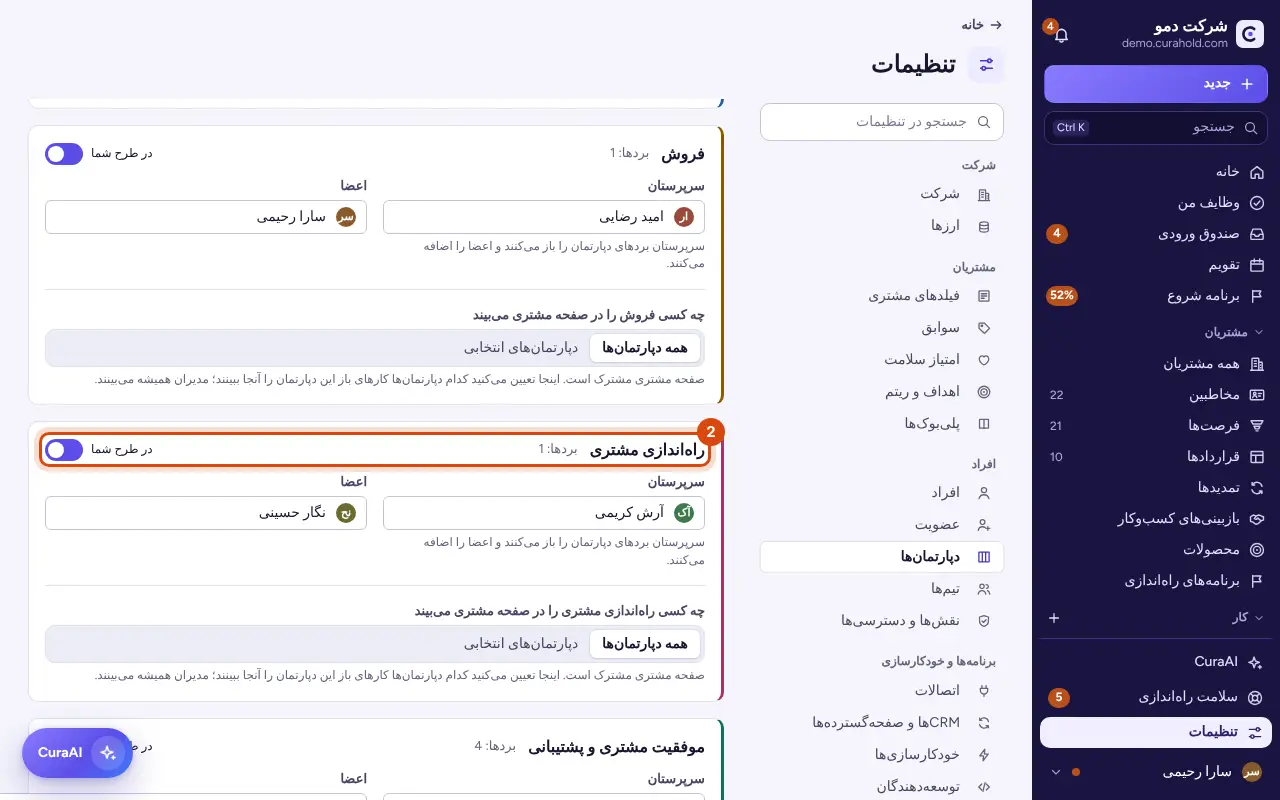 شرکت دمو
demo.curahold.com
4
جدید
جستجو
Ctrl K
خانه
وظایف من
صندوق ورودی
4
تقویم
برنامه شروع
52%
مشتریان
همه مشتریان
مخاطبین
22
فرصت‌ها
21
قراردادها
10
تمدیدها
بازبینی‌های کسب‌وکار
محصولات
برنامه‌های راه‌اندازی
کار
CuraAI
سلامت راه‌اندازی
5
تنظیمات
سر
سارا رحیمی
خانه
تنظیمات
جستجو در تنظیمات
شرکت
شرکت
ارزها
مشتریان
فیلدهای مشتری
سوابق
امتیاز سلامت
اهداف و ریتم
پلی‌بوک‌ها
افراد
افراد
عضویت
دپارتمان‌ها
تیم‌ها
نقش‌ها و دسترسی‌ها
برنامه‌ها و خودکارسازی
اتصالات
CRMها و صفحه‌گسترده‌ها
خودکارسازی‌ها
توسعه‌دهندگان
فروش
بردها: 1
در طرح شما
سرپرستان
اعضا
ار
امید رضایی
سر
سارا رحیمی
سرپرستان بردهای دپارتمان را باز می‌کنند و اعضا را اضافه
می‌کنند.
چه کسی فروش را در صفحه مشتری می‌بیند
همه دپارتمان‌ها
دپارتمان‌های انتخابی
صفحه مشتری مشترک است. اینجا تعیین می‌کنید کدام دپارتمان‌ها کارهای باز این دپارتمان را آنجا ببینند؛ مدیران همیشه می‌بینند.
2
راه‌اندازی مشتری
بردها: 1
در طرح شما
سرپرستان
اعضا
آک
آرش کریمی
نح
نگار حسینی
سرپرستان بردهای دپارتمان را باز می‌کنند و اعضا را اضافه
می‌کنند.
چه کسی راه‌اندازی مشتری را در صفحه مشتری می‌بیند
همه دپارتمان‌ها
دپارتمان‌های انتخابی
صفحه مشتری مشترک است. اینجا تعیین می‌کنید کدام دپارتمان‌ها کارهای باز این دپارتمان را آنجا ببینند؛ مدیران همیشه می‌بینند.
موفقیت مشتری و پشتیبانی
بردها: 4
سرپرستان
اعضا
CuraAI